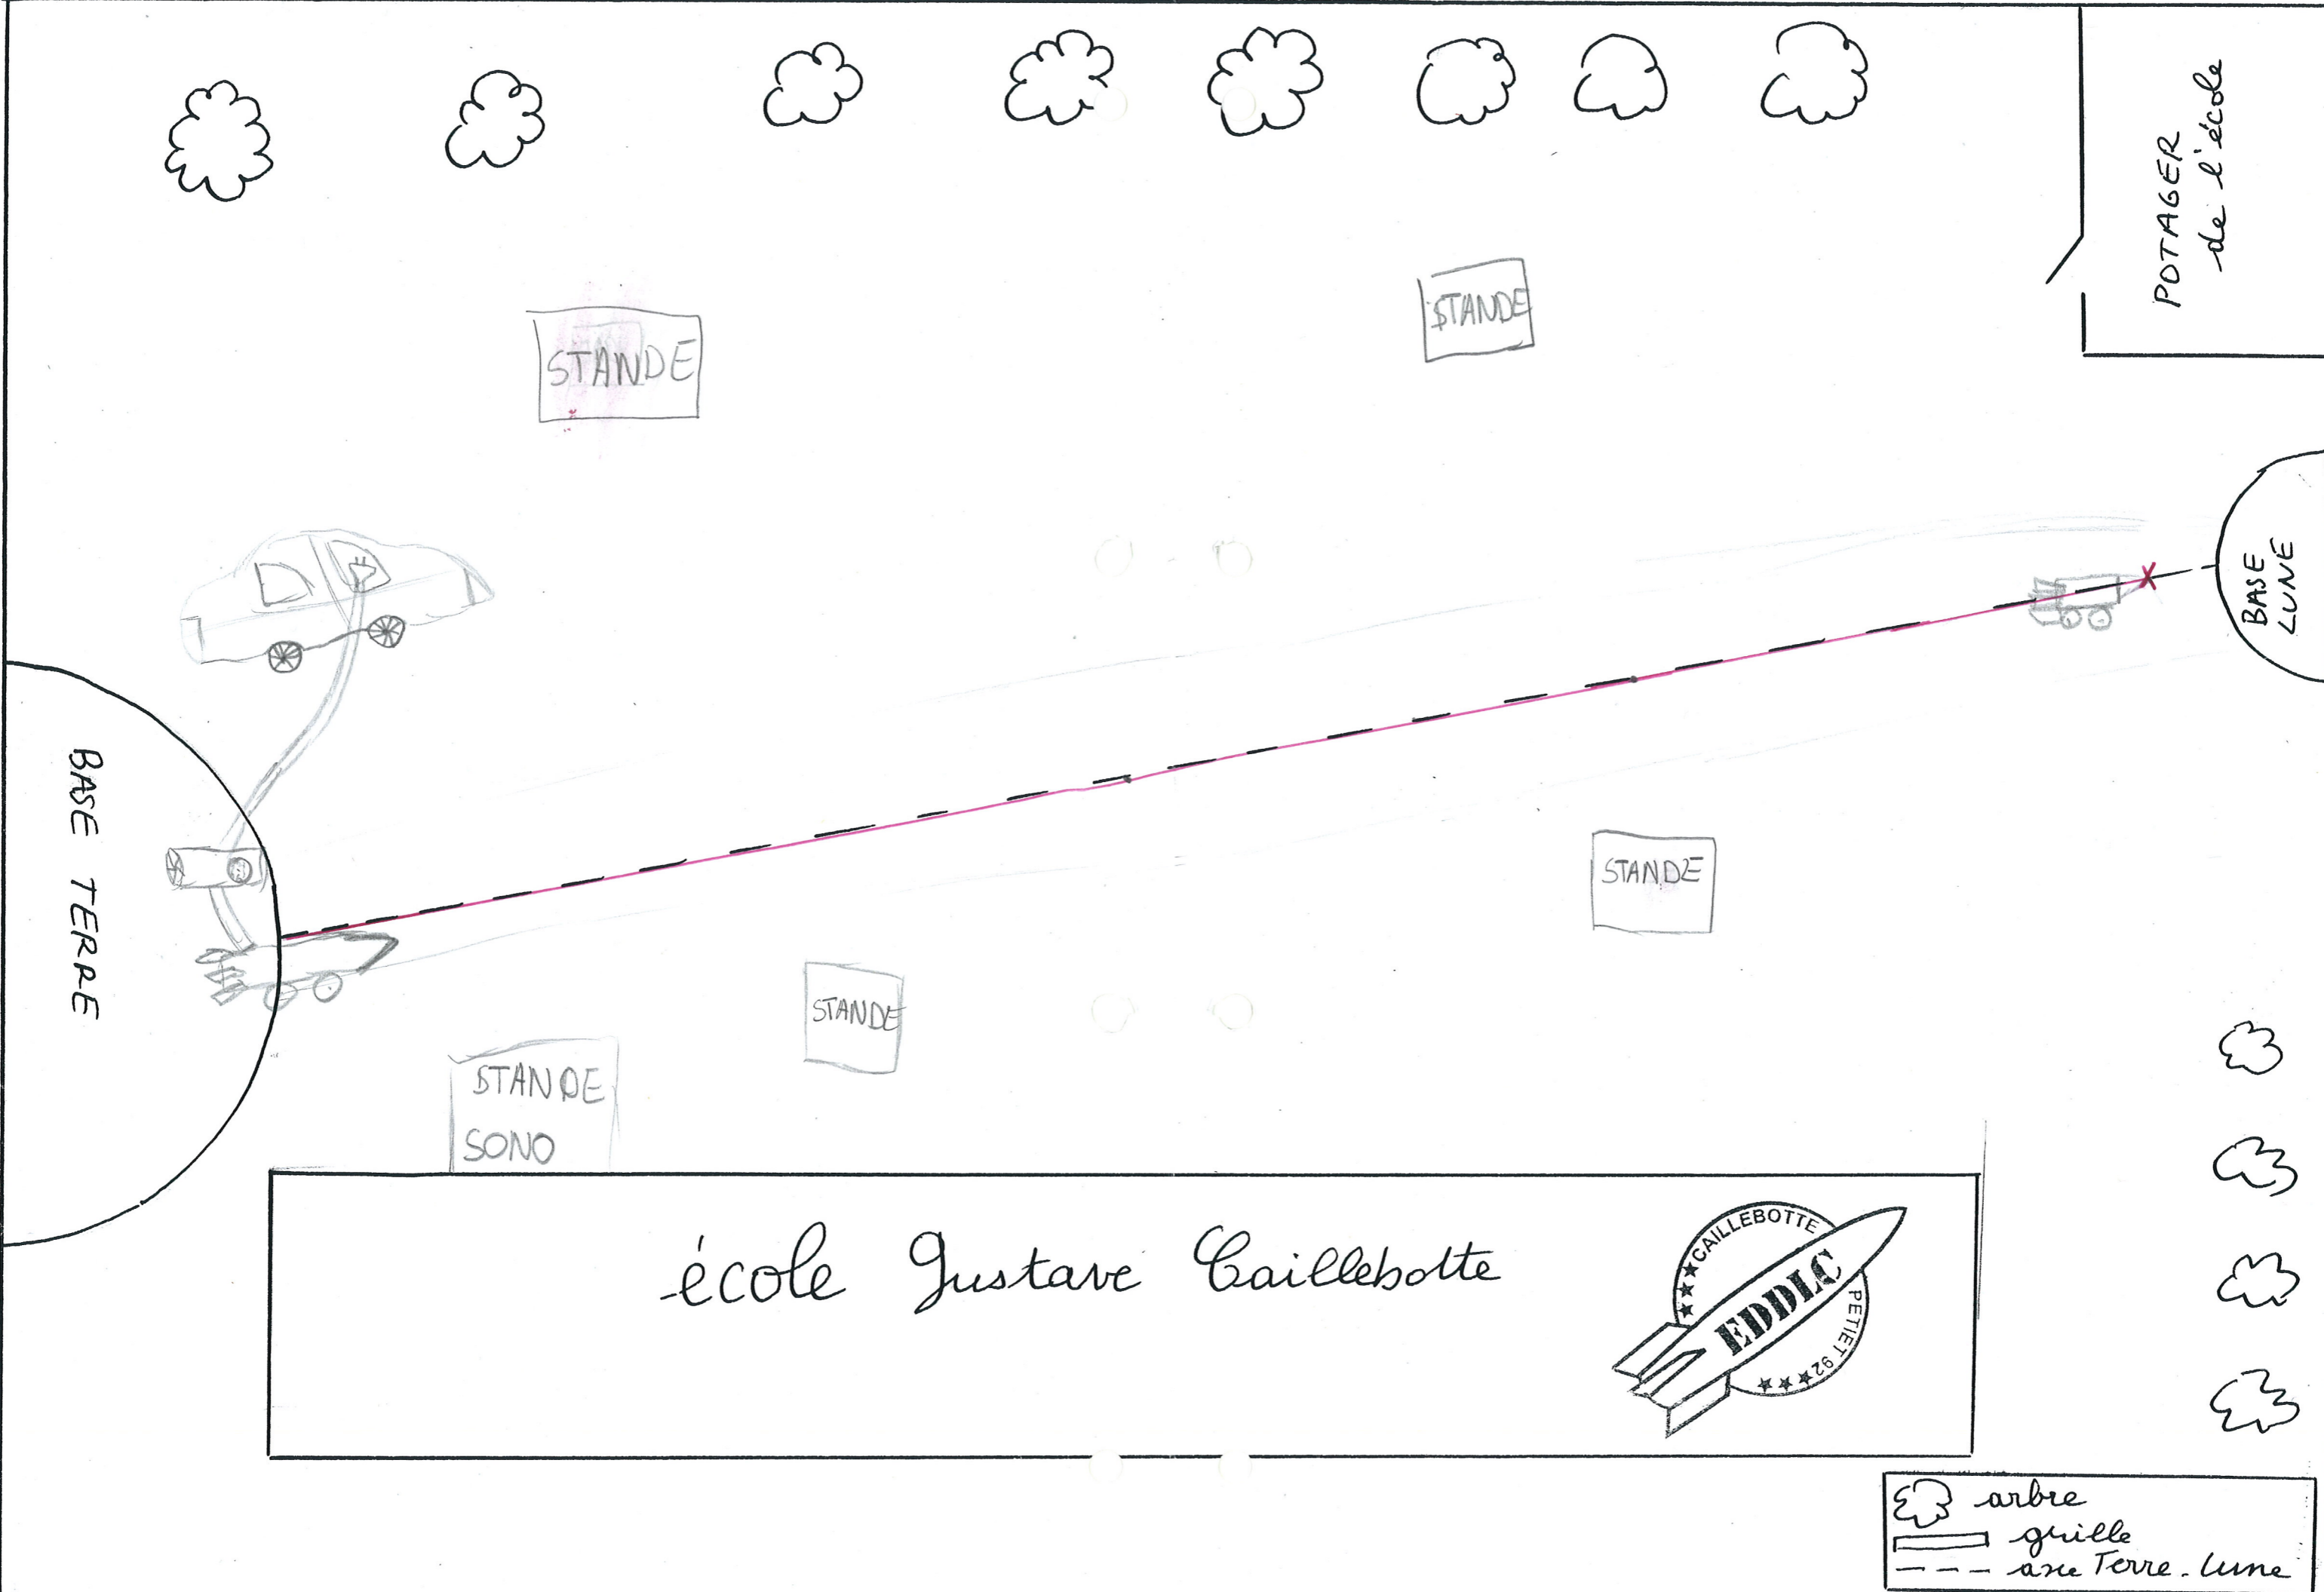 POTAGER
de l'école
STANDE
STANDE
BASE
LUNE
BASE TERRE
STANDE
STANDE
STANDE
SONO
école Gustave Caillebotte
★★★★CAILLEBOTTE
EDDLC
PETIET 92★★★★
arbre
grille
axe Terre-Lune